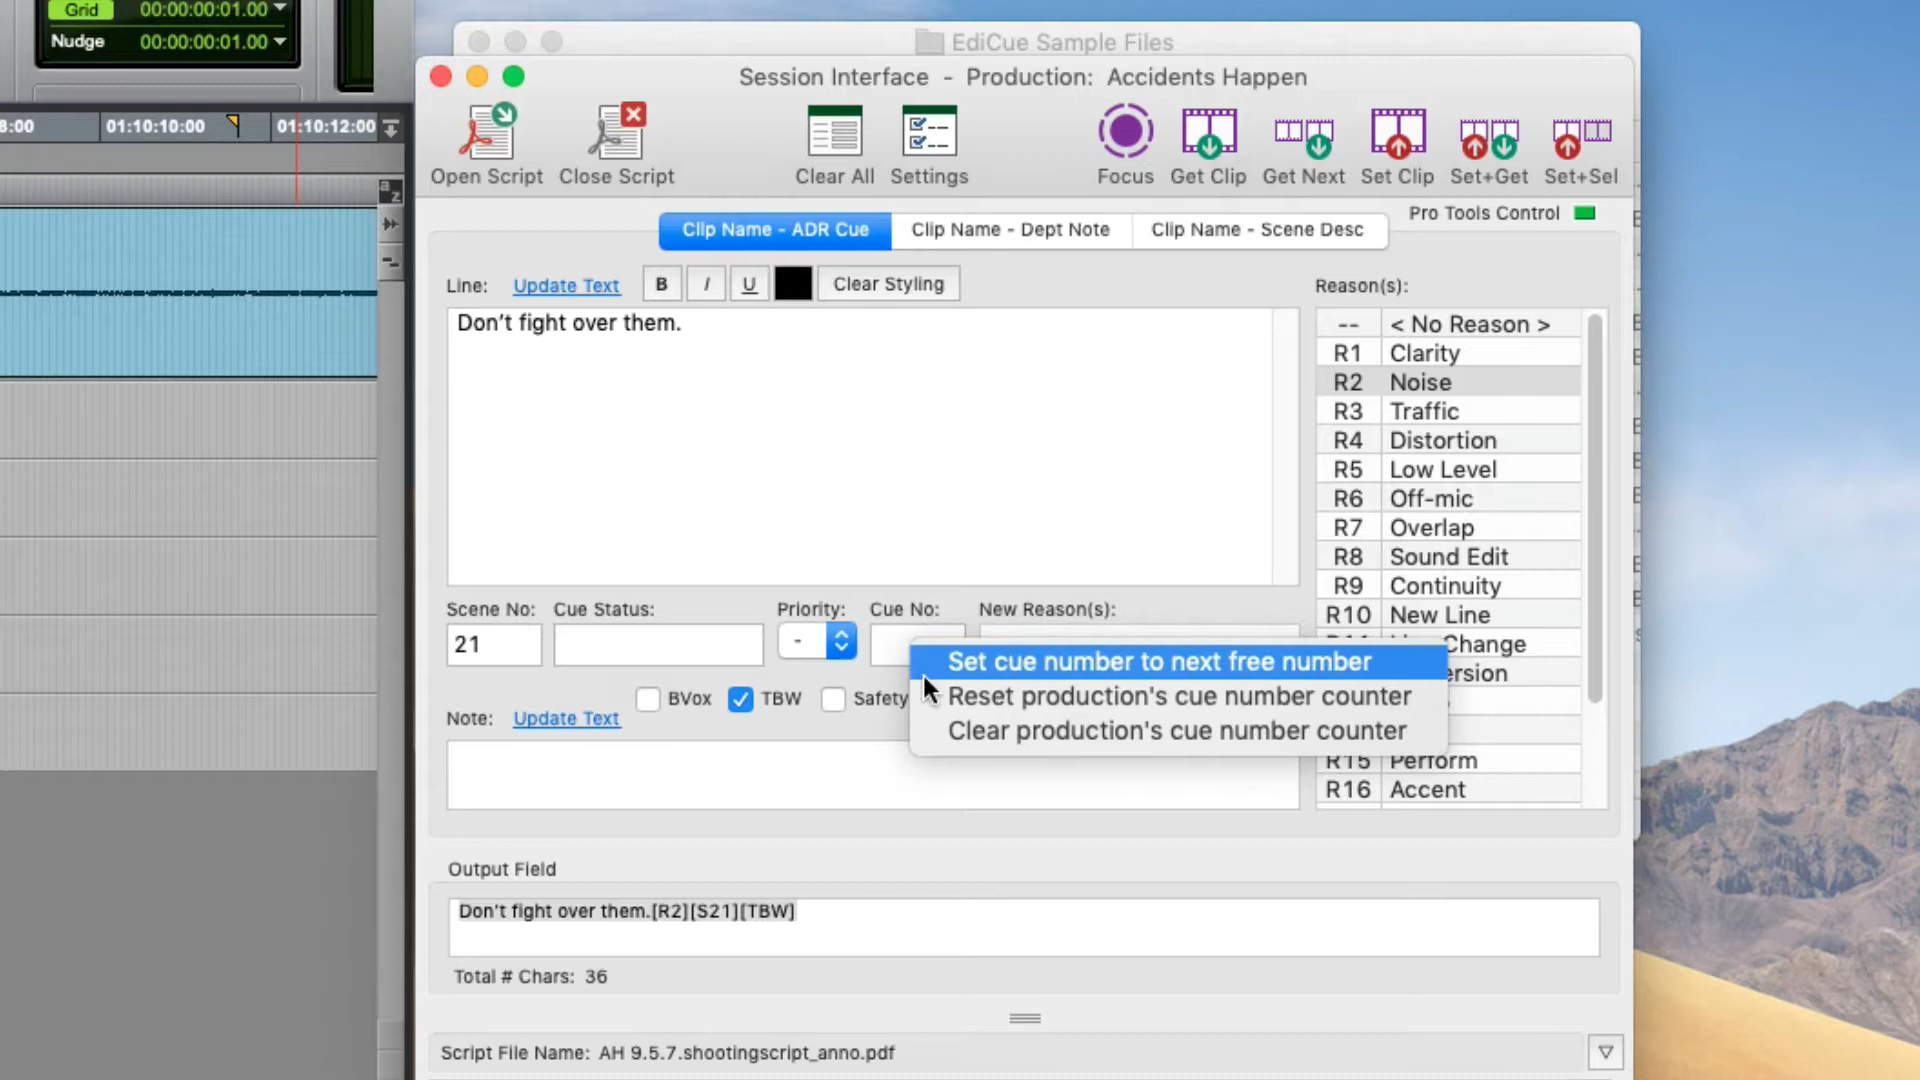 Grid 00:00:00:01.00
Nudge 00:00:00:01.00
8:00 01:10:10:00 01:10:12:00
a
z
EdiCue Sample Files
Session Interface - Production: Accidents Happen
Open Script Close Script Clear All Settings Focus Get Clip Get Next Set Clip Set+Get Set+Sel
Pro Tools Control
Clip Name - ADR Cue Clip Name - Dept Note Clip Name - Scene Desc
Line: Update Text B I U Clear Styling
Don't fight over them.
Reason(s):
-- < No Reason >
R1 Clarity
R2 Noise
R3 Traffic
R4 Distortion
R5 Low Level
R6 Off-mic
R7 Overlap
R8 Sound Edit
R9 Continuity
R10 New Line
Change
ersion
R15 Perform
R16 Accent
Scene No: Cue Status: Priority: Cue No: New Reason(s):
21 -
Set cue number to next free number
Reset production's cue number counter
Clear production's cue number counter
BVox TBW Safety
Note: Update Text
Output Field
Don't fight over them.[R2][S21][TBW]
Total # Chars: 36
Script File Name: AH 9.5.7.shootingscript_anno.pdf